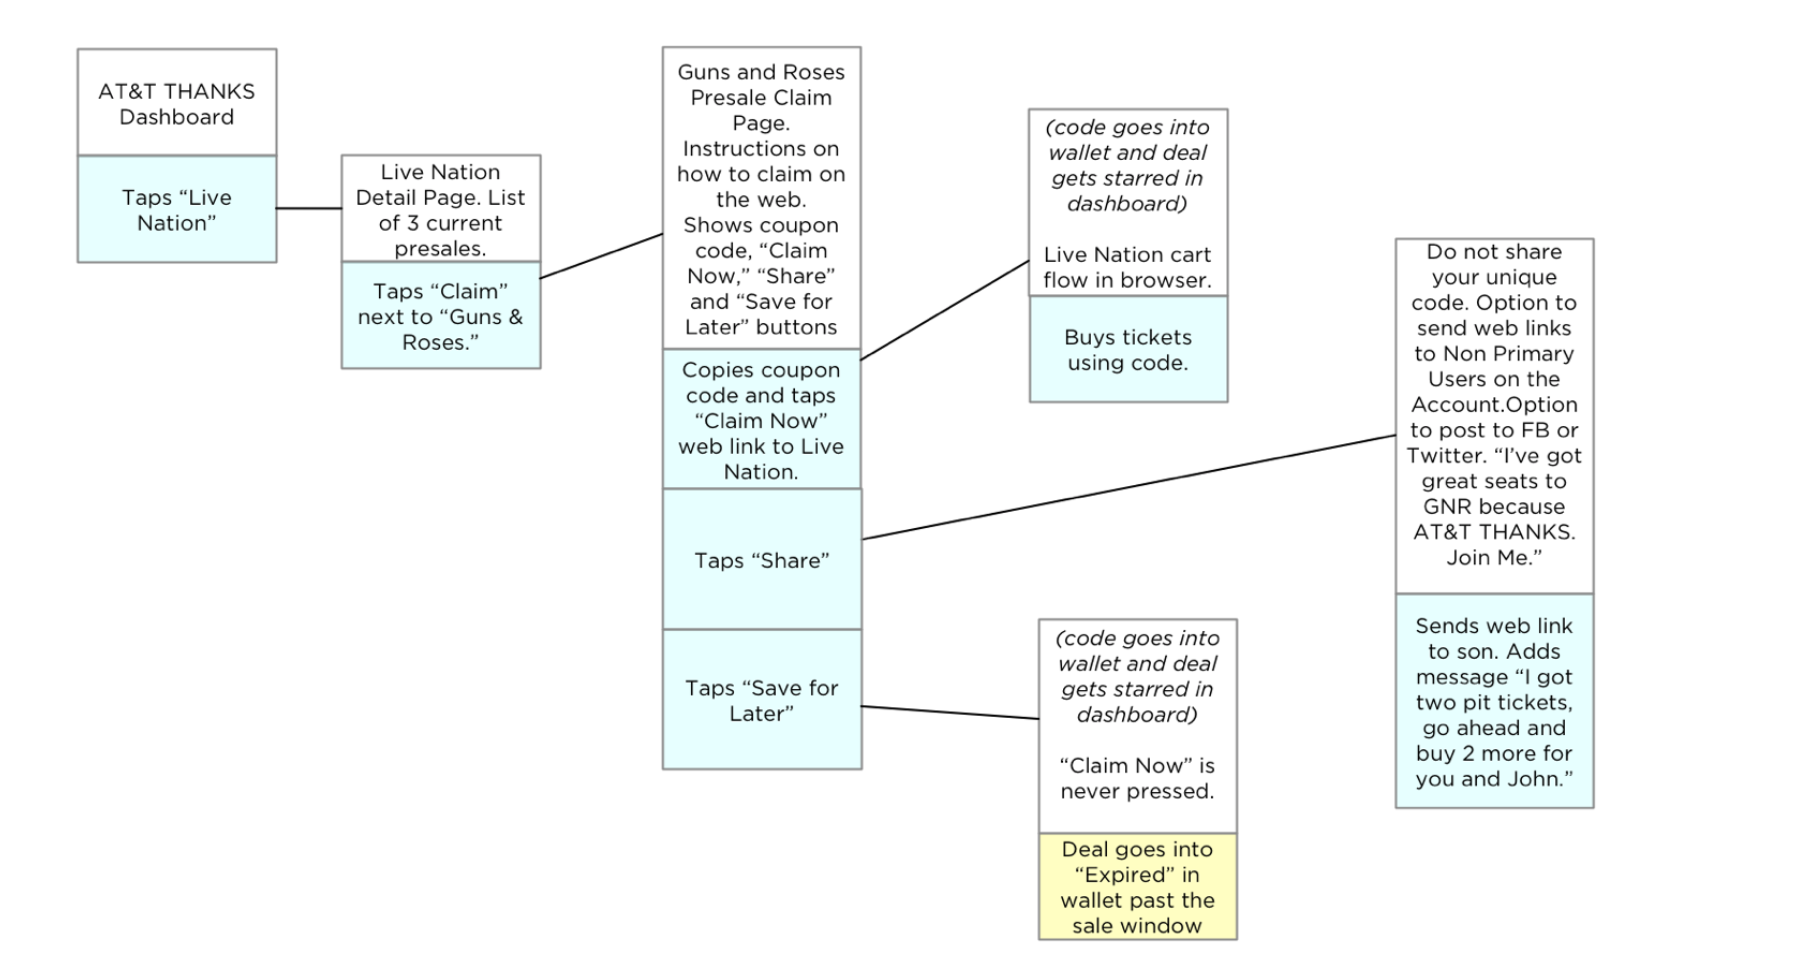 AT&T THANKS
Dashboard
Taps “Live
Nation”
Live Nation
Detail Page. List
of 3 current
presales.
Taps “Claim”
next to “Guns &
Roses.”
Guns and Roses
Presale Claim
Page.
Instructions on
how to claim on
the web.
Shows coupon
code, “Claim
Now,” “Share”
and “Save for
Later” buttons
Copies coupon
code and taps
“Claim Now”
web link to Live
Nation.
Taps “Share”
Taps “Save for
Later”
(code goes into
wallet and deal
gets starred in
dashboard)
Live Nation cart
flow in browser.
Buys tickets
using code.
(code goes into
wallet and deal
gets starred in
dashboard)
“Claim Now” is
never pressed.
Deal goes into
“Expired” in
wallet past the
sale window
Do not share
your unique
code. Option to
send web links
to Non Primary
Users on the
Account.Option
to post to FB or
Twitter. “I’ve got
great seats to
GNR because
AT&T THANKS.
Join Me.”
Sends web link
to son. Adds
message “I got
two pit tickets,
go ahead and
buy 2 more for
you and John.”